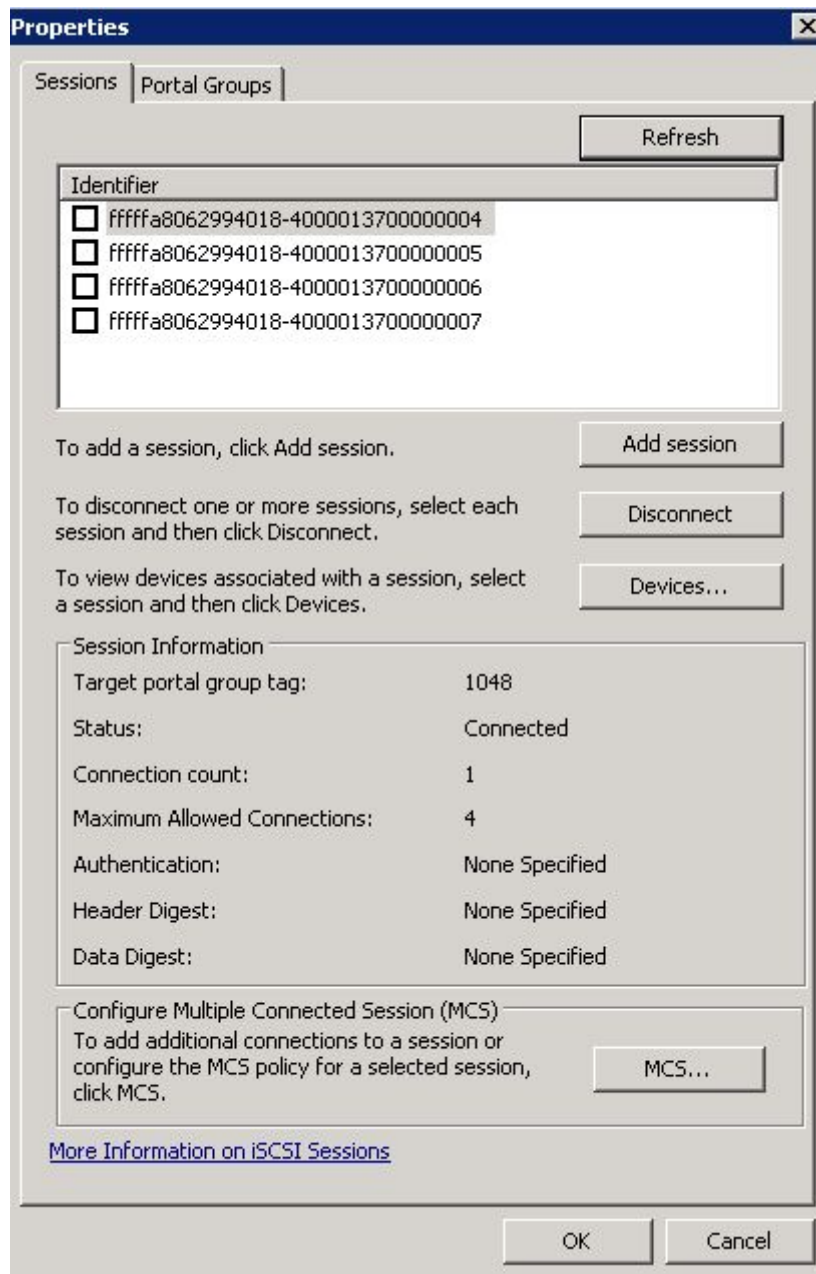 Properties
Sessions
Portal Groups
Refresh
Identifier
fffffa8062994018-4000013700000004
fffffa8062994018-4000013700000005
fffffa8062994018-4000013700000006
fffffa8062994018-4000013700000007
To add a session, click Add session.
Add session
To disconnect one or more sessions, select each
session and then click Disconnect.
Disconnect
To view devices associated with a session, select
a session and then click Devices.
Devices...
Session Information
Target portal group tag: 1048
Status: Connected
Connection count: 1
Maximum Allowed Connections: 4
Authentication: None Specified
Header Digest: None Specified
Data Digest: None Specified
Configure Multiple Connected Session (MCS)
To add additional connections to a session or
configure the MCS policy for a selected session,
click MCS.
MCS...
More Information on iSCSI Sessions
OK
Cancel